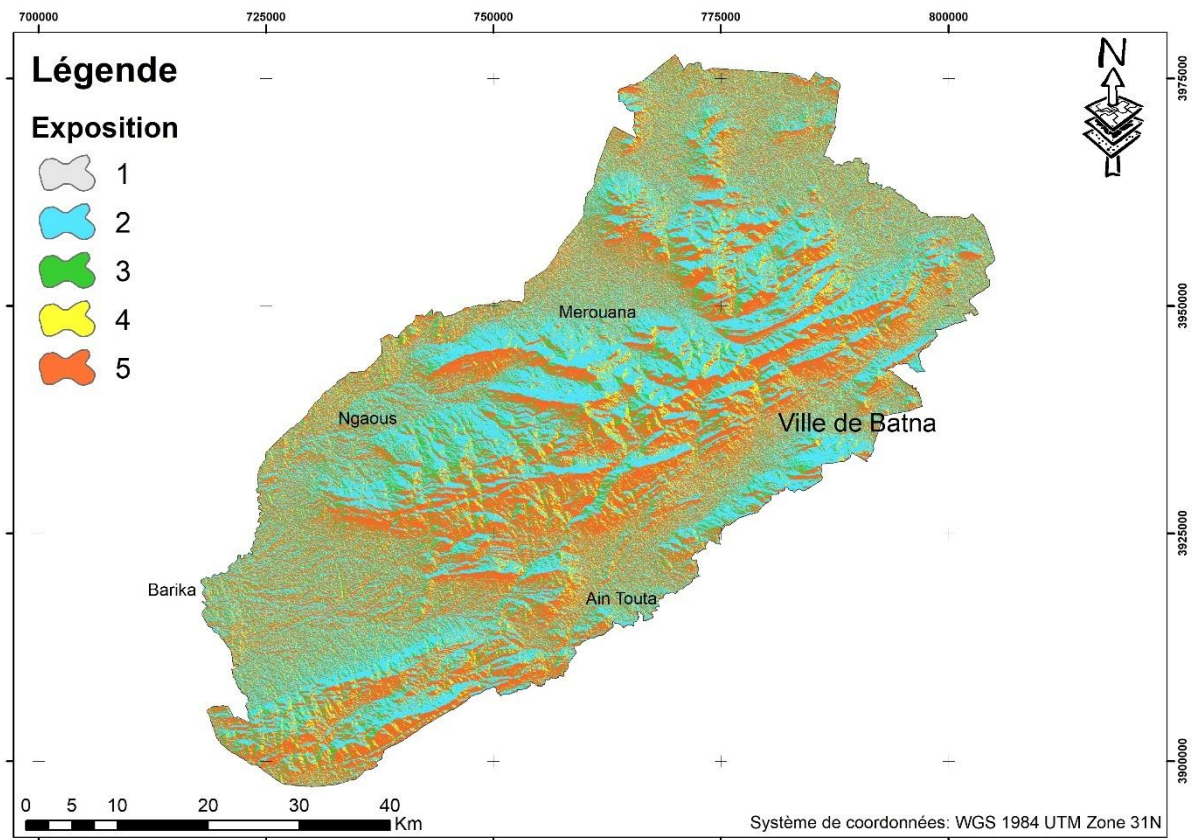 700000 725000 750000 775000 800000
Légende
N
3975000
Exposition
1
2
3
4
5
Merouana
3950000
Ngaous
Ville de Batna
3925000
Barika
Ain Touta
3900000
0 5 10 20 30 40
Km
Système de coordonnées: WGS 1984 UTM Zone 31N